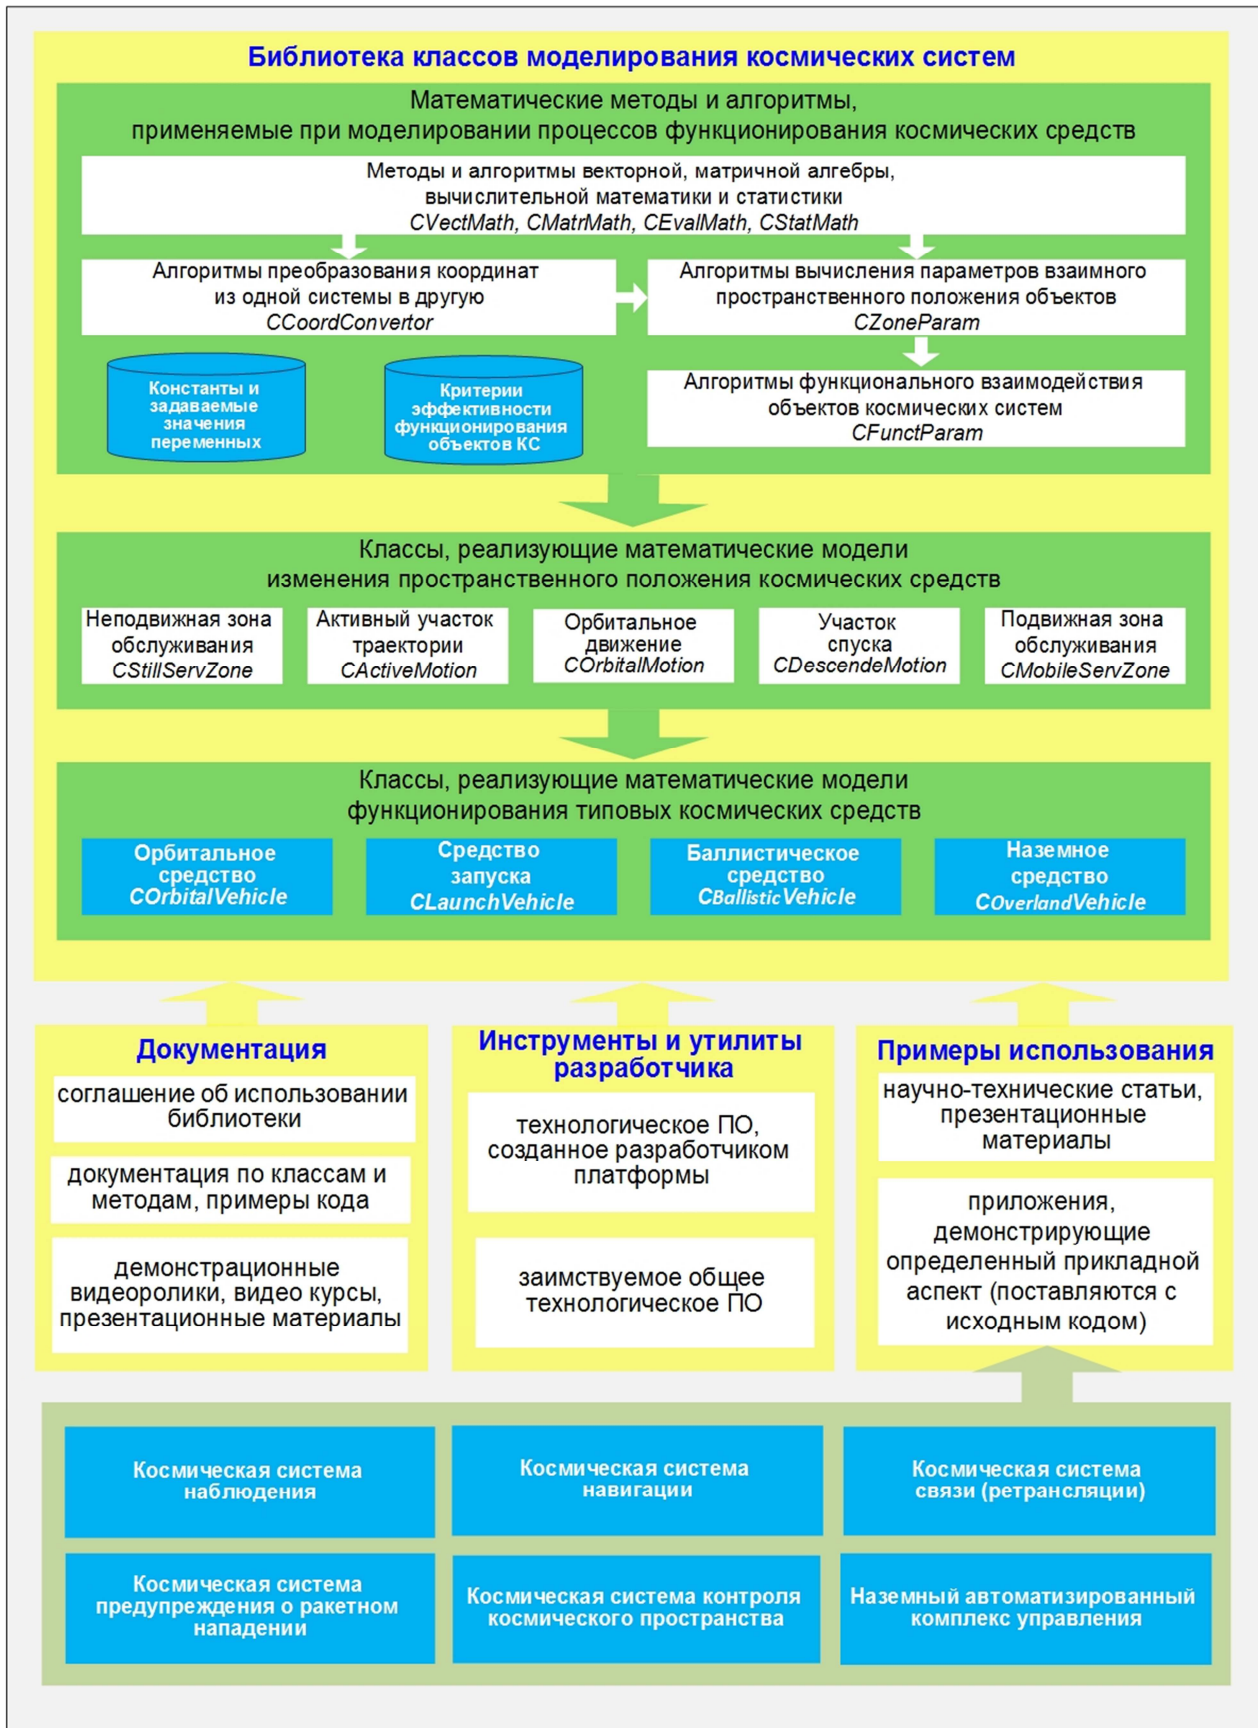 Библиотека классов моделирования космических систем
Математические методы и алгоритмы,
применяемые при моделировании процессов функционирования космических средств
Методы и алгоритмы векторной, матричной алгебры,
вычислительной математики и статистики
CVectMath, CMatrMath, CEvalMath, CStatMath
Алгоритмы преобразования координат
из одной системы в другую
CCoordConvertor
Алгоритмы вычисления параметров взаимного
пространственного положения объектов
CZoneParam
Константы и
задаваемые
значения
переменных
Критерии
эффективности
функционирования
объектов КС
Алгоритмы функционального взаимодействия
объектов космических систем
CFunctParam
Классы, реализующие математические модели
изменения пространственного положения космических средств
Неподвижная зона
обслуживания
CStillServZone
Активный участок
траектории
CActiveMotion
Орбитальное
движение
COrbitalMotion
Участок
спуска
CDescendeMotion
Подвижная зона
обслуживания
CMobileServZone
Классы, реализующие математические модели
функционирования типовых космических средств
Орбитальное
средство
COrbitalVehicle
Средство
запуска
CLaunchVehicle
Баллистическое
средство
CBallisticVehicle
Наземное
средство
COverlandVehicle
Документация
соглашение об использовании
библиотеки
документация по классам и
методам, примеры кода
демонстрационные
видеоролики, видео курсы,
презентационные материалы
Инструменты и утилиты
разработчика
технологическое ПО,
созданное разработчиком
платформы
заимствуемое общее
технологическое ПО
Примеры использования
научно-технические статьи,
презентационные
материалы
приложения,
демонстрирующие
определенный прикладной
аспект (поставляются с
исходным кодом)
Космическая система
наблюдения
Космическая система
навигации
Космическая система
связи (ретрансляции)
Космическая система
предупреждения о ракетном
нападении
Космическая система контроля
космического пространства
Наземный автоматизированный
комплекс управления